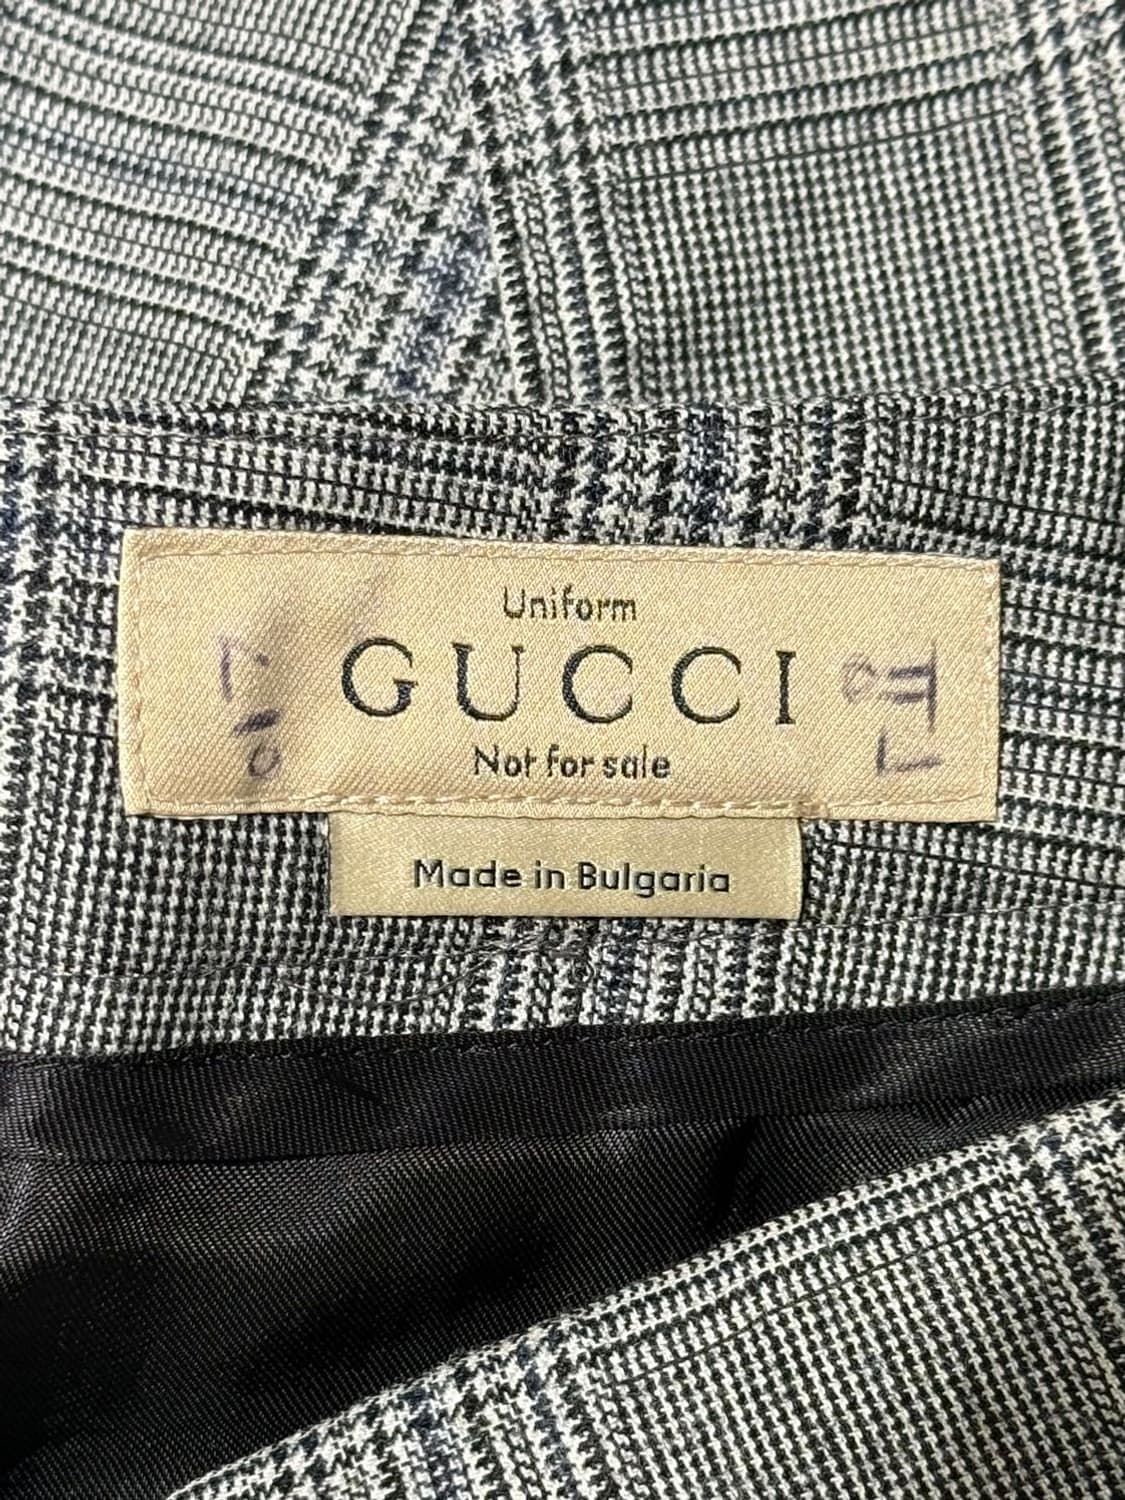 Uniform
GUCCI
Not for sale
Made in Bulgaria